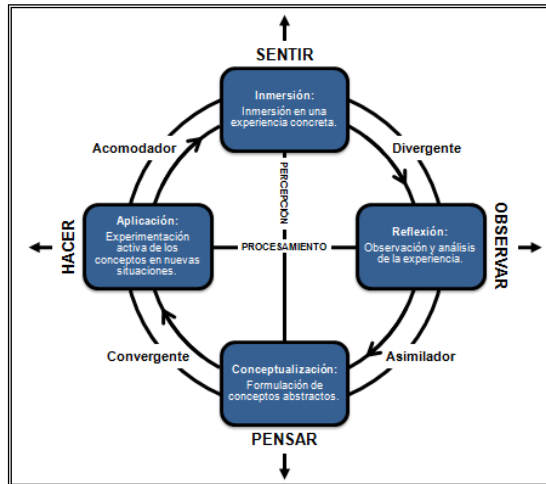 SENTIR
Inmersión:
Inmersión en una
experiencia concreta.
Acomodador
Divergente
PERCEPCIÓN
HACER
Aplicación:
Experimentación
activa de los
conceptos en nuevas
situaciones.
PROCESAMIENTO
Reflexión:
Observación y análisis
de la experiencia.
OBSERVAR
Convergente
Asimilador
Conceptualización:
Formulación de
conceptos abstractos.
PENSAR